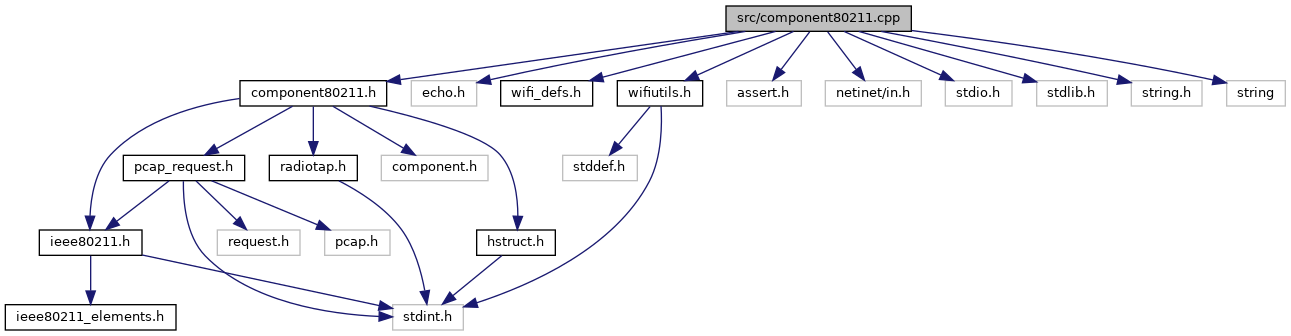 src/component80211.cpp
component80211.h
echo.h
wifi_defs.h
wifiutils.h
assert.h
netinet/in.h
stdio.h
stdlib.h
string.h
string
pcap_request.h
radiotap.h
component.h
stddef.h
ieee80211.h
request.h
pcap.h
hstruct.h
ieee80211_elements.h
stdint.h